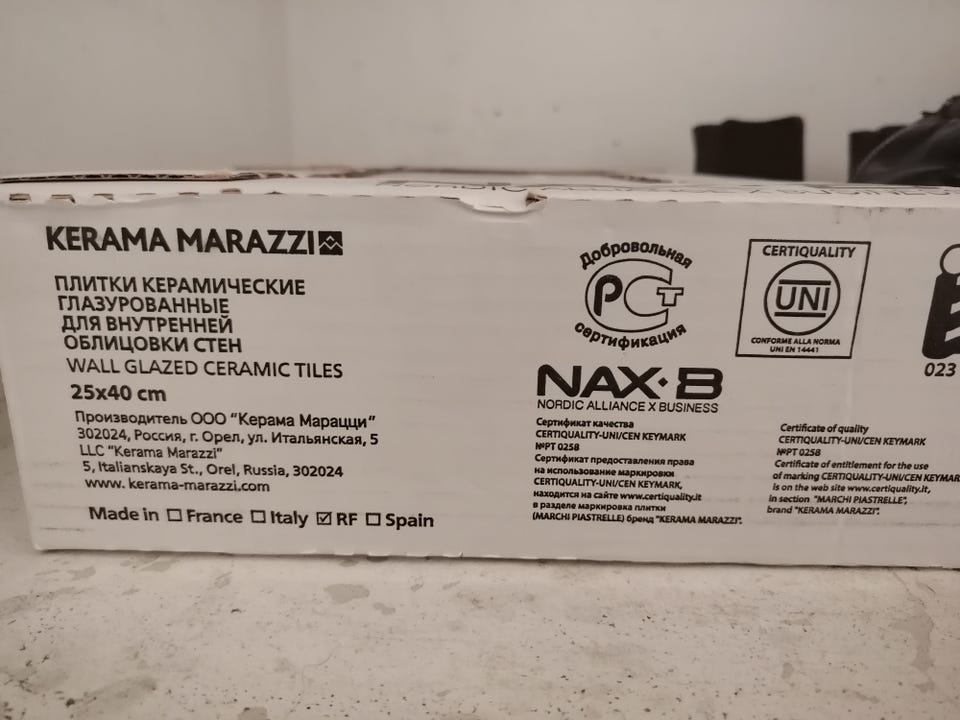 KERAMA MARAZZI
ПЛИТКИ КЕРАМИЧЕСКИЕ
ГЛАЗУРОВАННЫЕ
ДЛЯ ВНУТРЕННЕЙ
ОБЛИЦОВКИ СТЕН
WALL GLAZED CERAMIC TILES
25x40 cm
Производитель ООО "Керама Марацци"
302024, Россия, г. Орел, ул. Итальянская, 5
LLC "Kerama Marazzi"
5, Italianskaya St., Orel, Russia, 302024
www. kerama-marazzi.com
Made in ☐ France ☐ Italy ☑ RF ☐ Spain
Добровольная
РСТ
сертификация
CERTIQUALITY
UNI
CONFORME ALLA NORMA
UNI EN 14441
NAX·B
NORDIC ALLIANCE X BUSINESS
Сертификат качества
CERTIQUALITY-UNI/CEN KEYMARK
№PT 0258
Сертификат предоставления права
на использование маркировки
CERTIQUALITY-UNI/CEN KEYMARK,
находится на сайте www.certiquality.it
в разделе маркировка плитки
(MARCHI PIASTRELLE) бренд "KERAMA MARAZZI".
Certificate of quality
CERTIQUALITY-UNI/CEN KEYMARK
№PT 0258
Certificate of entitlement for the use
of marking CERTIQUALITY-UNI/CEN KEYMAR
is on the web site www.certiquality.it,
in section "MARCHI PIASTRELLE",
brand "KERAMA MARAZZI".
023